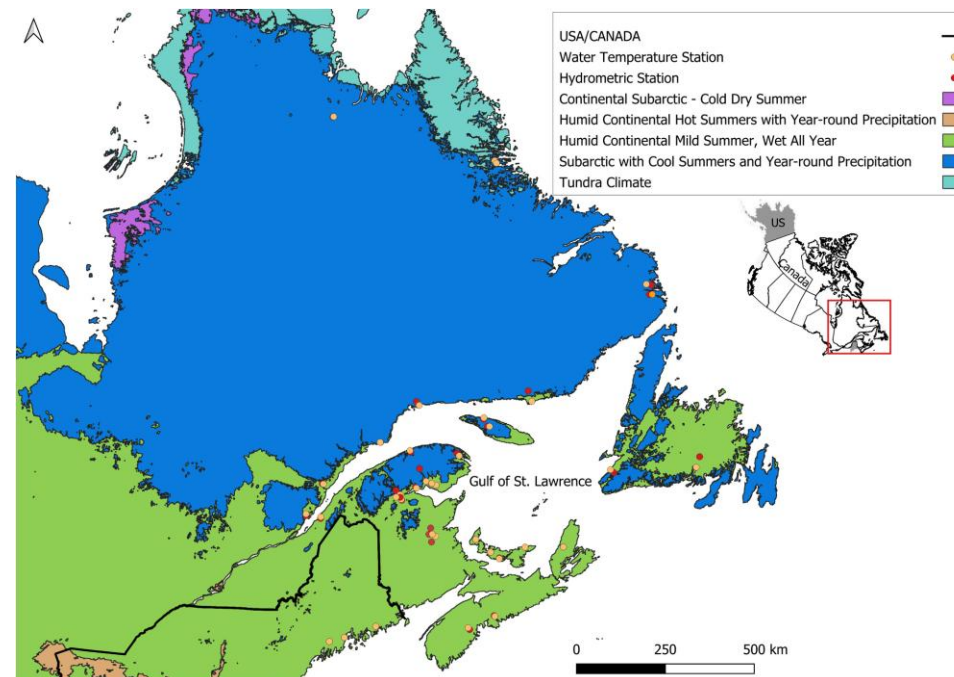 USA/CANADA
Water Temperature Station
Hydrometric Station
Continental Subarctic - Cold Dry Summer
Humid Continental Hot Summers with Year-round Precipitation
Humid Continental Mild Summer, Wet All Year
Subarctic with Cool Summers and Year-round Precipitation
Tundra Climate
US
Canada
Gulf of St. Lawrence
0 250 500 km